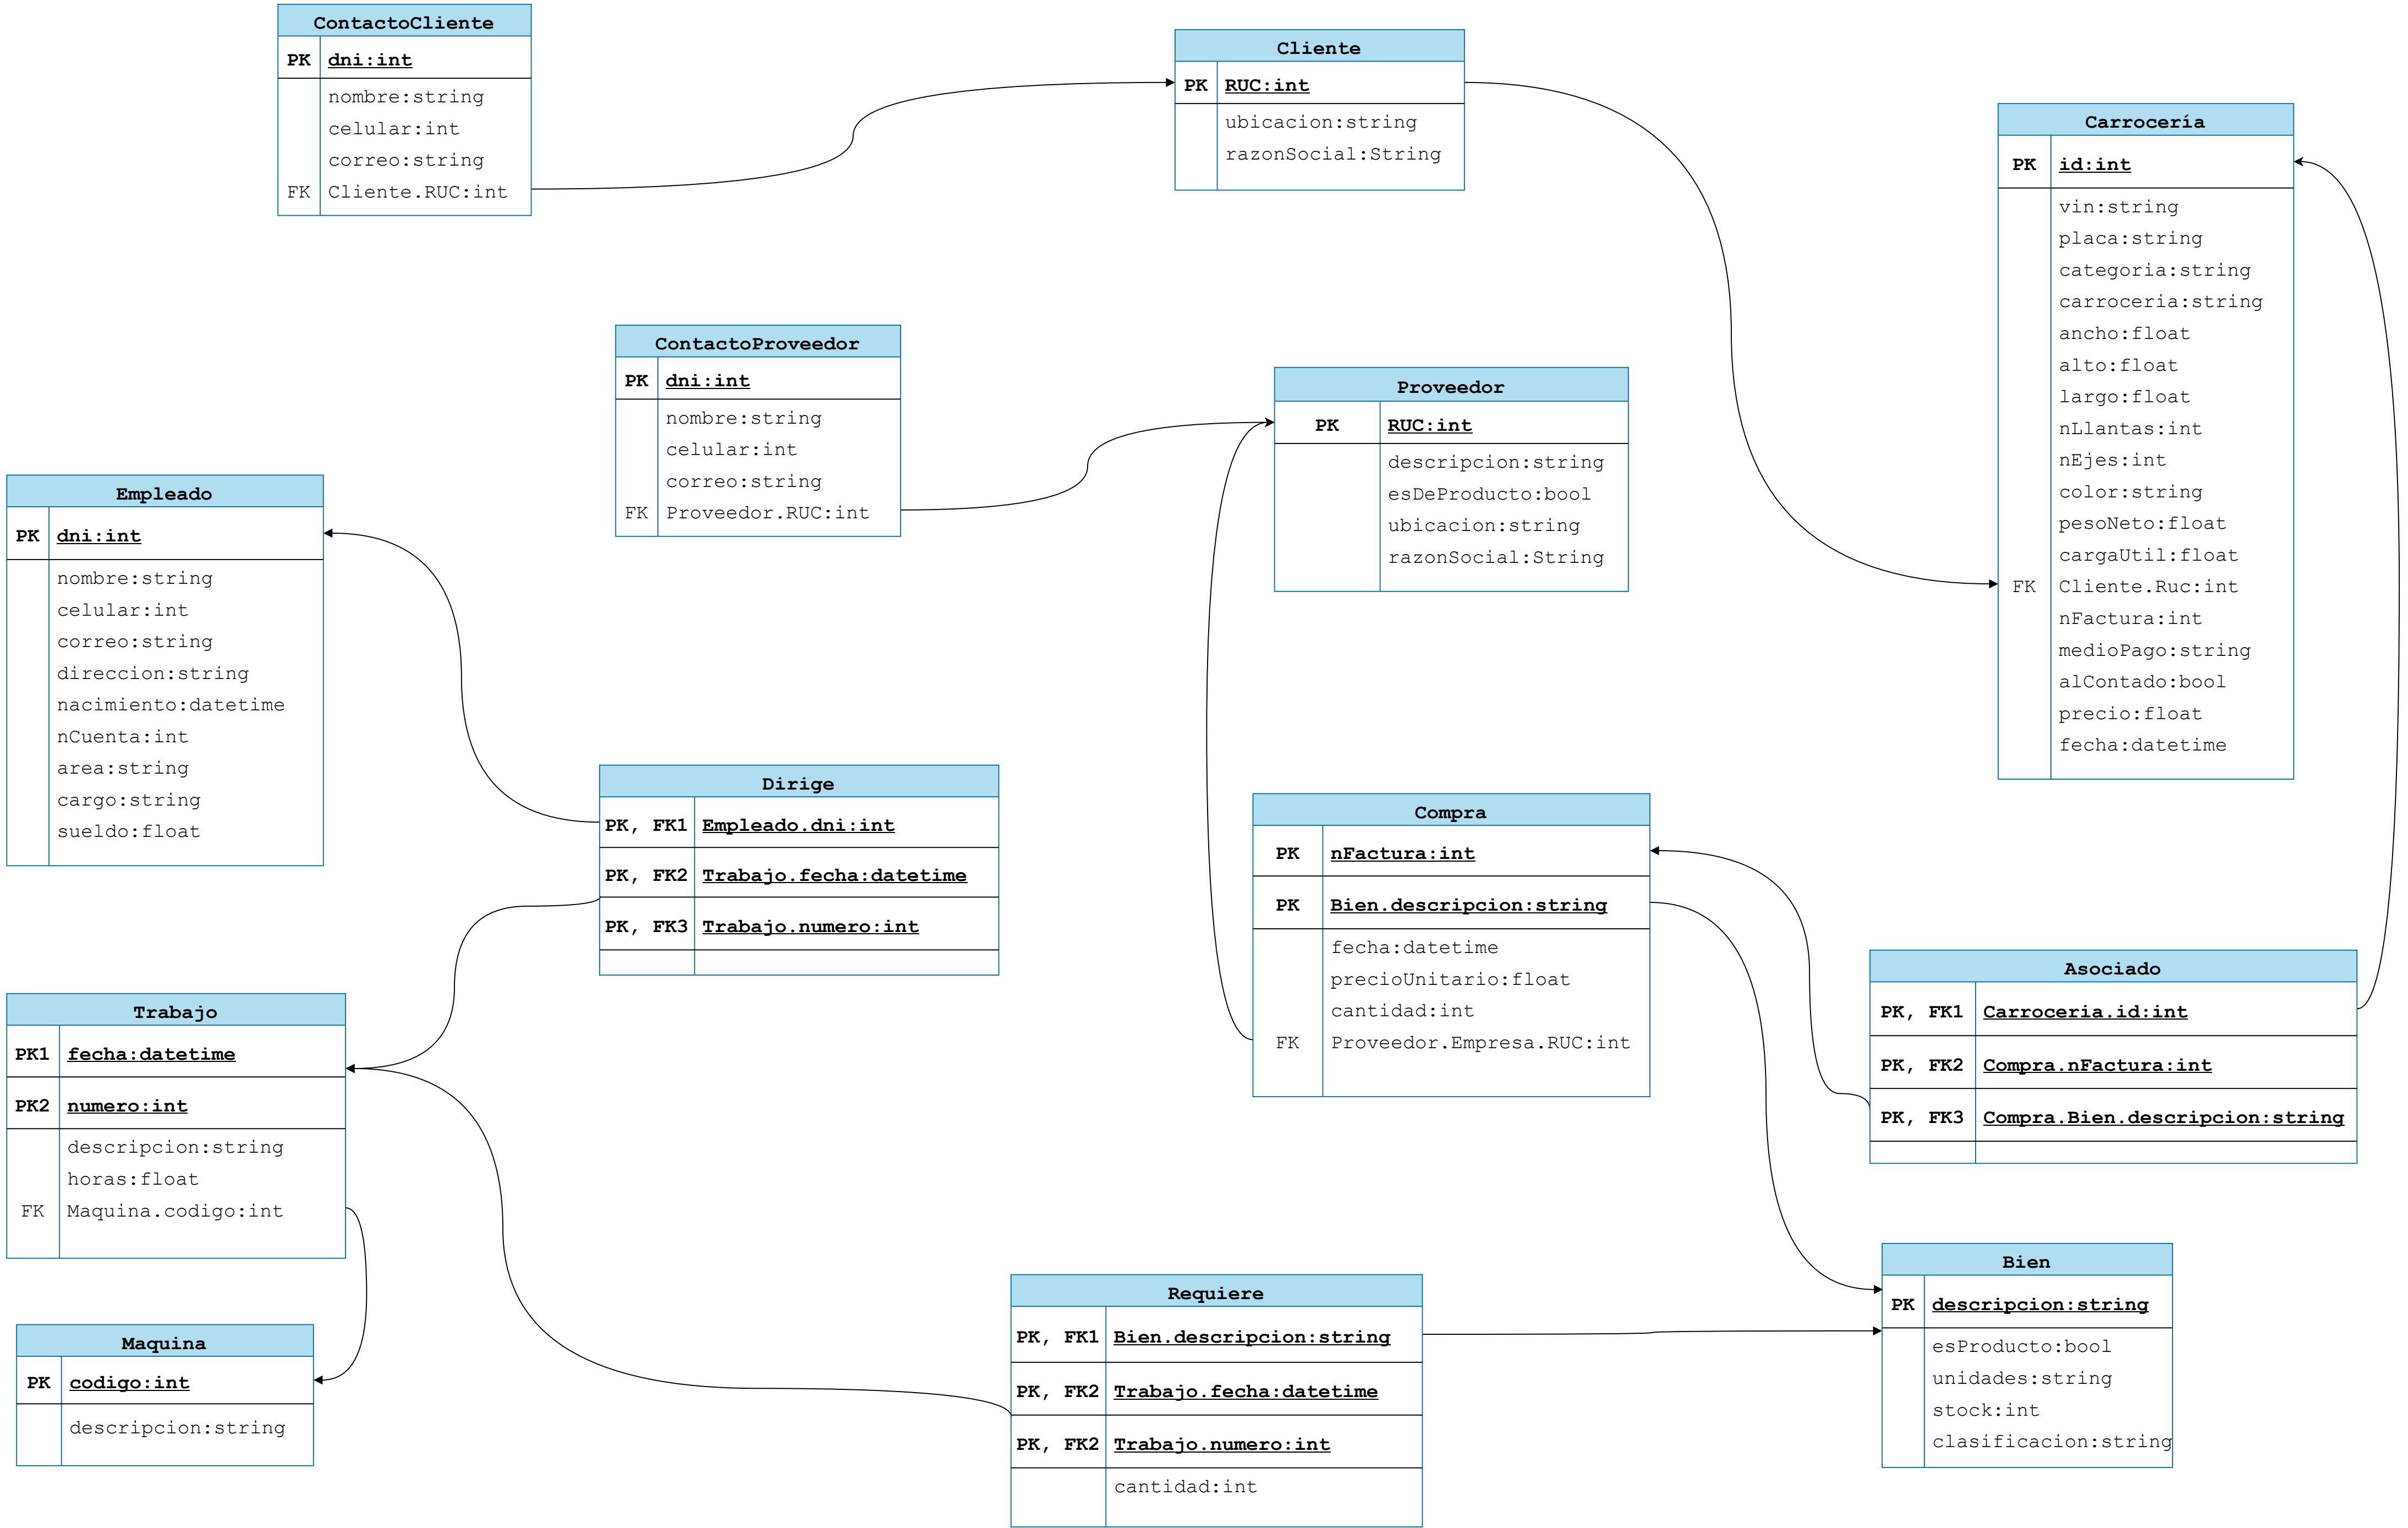 ContactoCliente
PK dni:int
nombre:string
celular:int
correo:string
FK Cliente.RUC:int
Cliente
PK RUC:int
ubicacion:string
razonSocial:String
Carrocería
PK id:int
vin:string
placa:string
categoria:string
carroceria:string
ancho:float
alto:float
largo:float
nLlantas:int
nEjes:int
color:string
pesoNeto:float
cargaUtil:float
FK Cliente.Ruc:int
nFactura:int
medioPago:string
alContado:bool
precio:float
fecha:datetime
ContactoProveedor
PK dni:int
nombre:string
celular:int
correo:string
FK Proveedor.RUC:int
Proveedor
PK RUC:int
descripcion:string
esDeProducto:bool
ubicacion:string
razonSocial:String
Empleado
PK dni:int
nombre:string
celular:int
correo:string
direccion:string
nacimiento:datetime
nCuenta:int
area:string
cargo:string
sueldo:float
Dirige
PK, FK1 Empleado.dni:int
PK, FK2 Trabajo.fecha:datetime
PK, FK3 Trabajo.numero:int
Compra
PK nFactura:int
PK Bien.descripcion:string
fecha:datetime
precioUnitario:float
cantidad:int
FK Proveedor.Empresa.RUC:int
Asociado
PK, FK1 Carroceria.id:int
PK, FK2 Compra.nFactura:int
PK, FK3 Compra.Bien.descripcion:string
Trabajo
PK1 fecha:datetime
PK2 numero:int
descripcion:string
horas:float
FK Maquina.codigo:int
Maquina
PK codigo:int
descripcion:string
Requiere
PK, FK1 Bien.descripcion:string
PK, FK2 Trabajo.fecha:datetime
PK, FK2 Trabajo.numero:int
cantidad:int
Bien
PK descripcion:string
esProducto:bool
unidades:string
stock:int
clasificacion:string